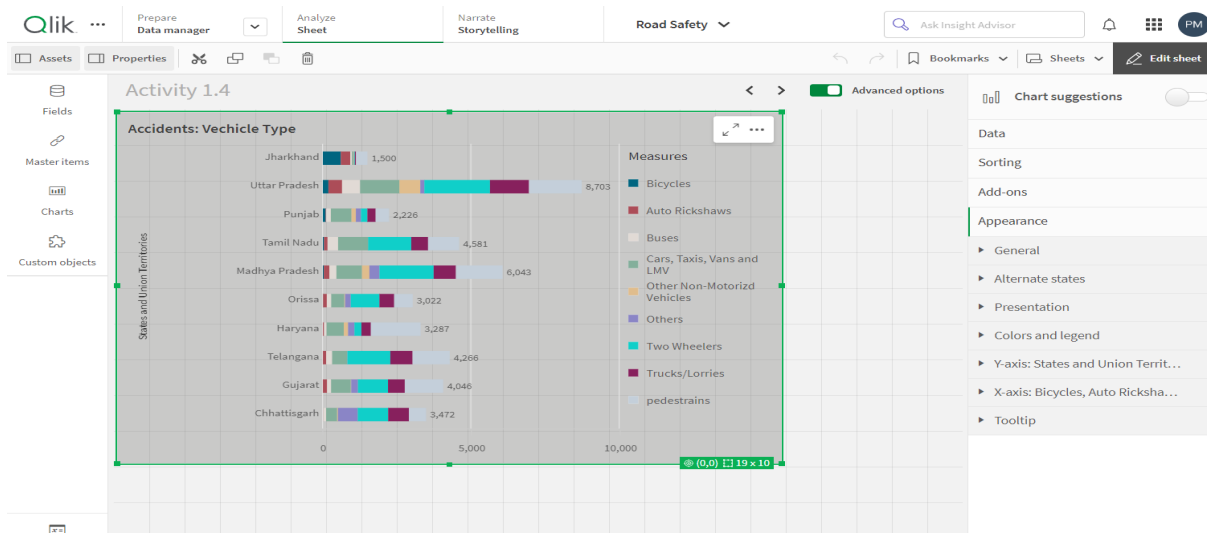 Qlik
Prepare
Data manager
Analyze
Sheet
Narrate
Storytelling
Road Safety
Ask Insight Advisor
PM
Assets
Properties
Bookmarks
Sheets
Edit sheet
Fields
Master items
Charts
Custom objects
Activity 1.4
Advanced options
Accidents: Vechicle Type
States and Union Territories
Jharkhand 1,500
Uttar Pradesh 8,703
Punjab 2,226
Tamil Nadu 4,581
Madhya Pradesh 6,043
Orissa 3,022
Haryana 3,287
Telangana 4,266
Gujarat 4,046
Chhattisgarh 3,472
0 5,000 10,000
Measures
Bicycles
Auto Rickshaws
Buses
Cars, Taxis, Vans and
LMV
Other Non-Motorizd
Vehicles
Others
Two Wheelers
Trucks/Lorries
pedestrains
(0,0) 19 x 10
Chart suggestions
Data
Sorting
Add-ons
Appearance
General
Alternate states
Presentation
Colors and legend
Y-axis: States and Union Territ...
X-axis: Bicycles, Auto Ricksha...
Tooltip